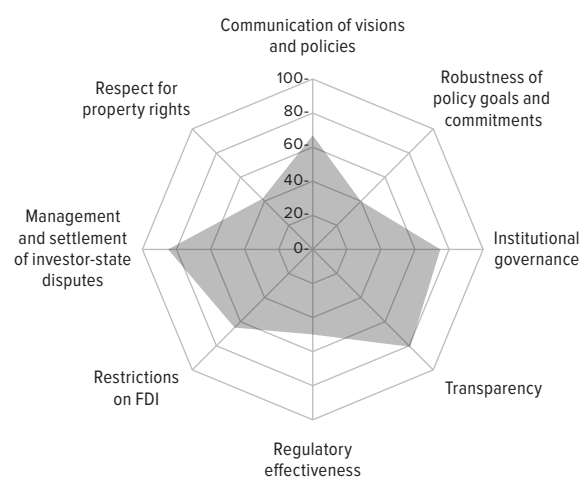 Communication of visions
and policies
Robustness of
policy goals and
commitments
Institutional
governance
Transparency
Regulatory
effectiveness
Restrictions
on FDI
Management
and settlement
of investor-state
disputes
Respect for
property rights
100
80
60
40
20
0